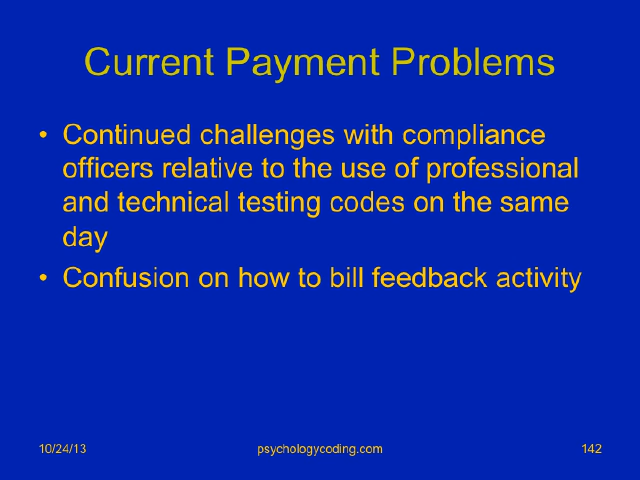 Current Payment Problems
• Continued challenges with compliance
officers relative to the use of professional
and technical testing codes on the same
day
• Confusion on how to bill feedback activity
10/24/13 psychologycoding.com 142